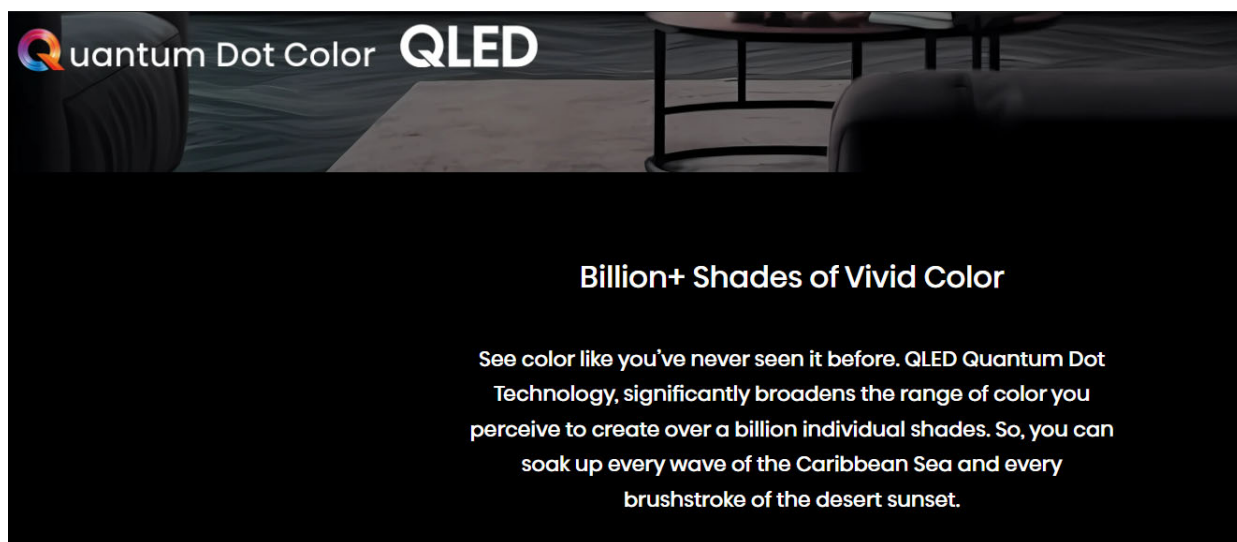 Quantum Dot Color QLED
Billion+ Shades of Vivid Color
See color like you've never seen it before. QLED Quantum Dot
Technology, significantly broadens the range of color you
perceive to create over a billion individual shades. So, you can
soak up every wave of the Caribbean Sea and every
brushstroke of the desert sunset.